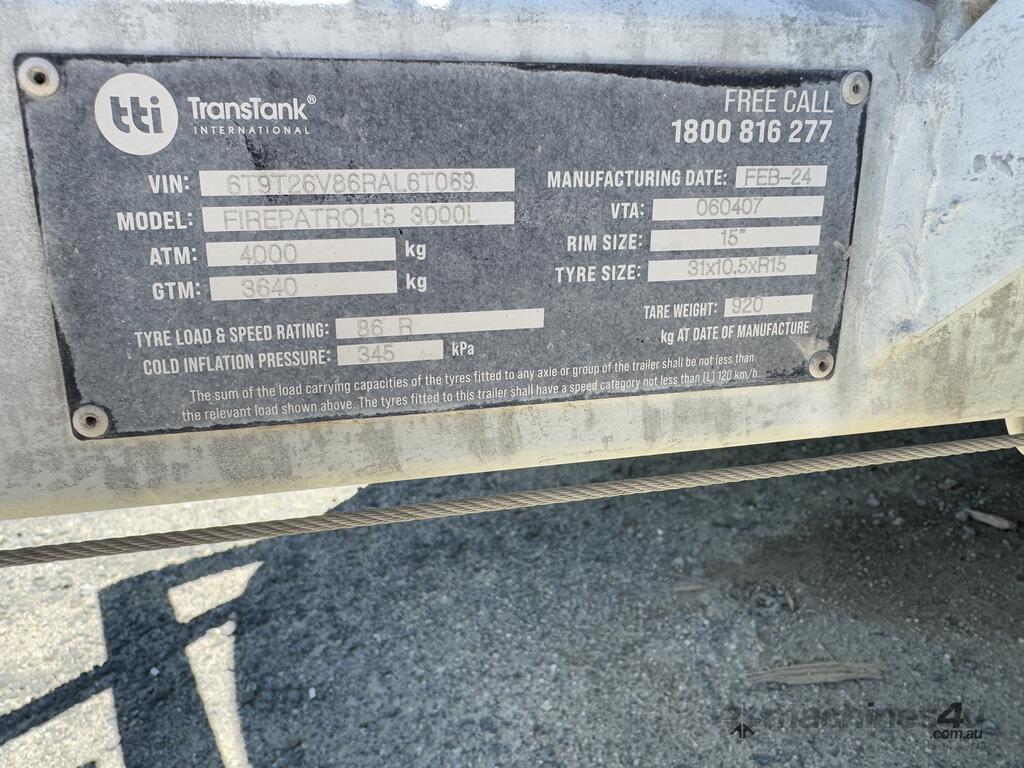 tti TransTank®
INTERNATIONAL
FREE CALL
1800 816 277
VIN: 6T9T26V86RAL6T069
MODEL: FIREPATROL15 3000L
ATM: 4000 kg
GTM: 3640 kg
MANUFACTURING DATE: FEB-24
VTA: 060407
RIM SIZE: 15"
TYRE SIZE: 31x10.5xR15
TYRE LOAD & SPEED RATING: 86 R
COLD INFLATION PRESSURE: 345 kPa
TARE WEIGHT: 920
kg AT DATE OF MANUFACTURE
The sum of the load carrying capacities of the tyres fitted to any axle or group of the trailer shall be not less than
the relevant load shown above. The tyres fitted to this trailer shall have a speed category not less than (L) 120 km/h.
machines4u
.com.au